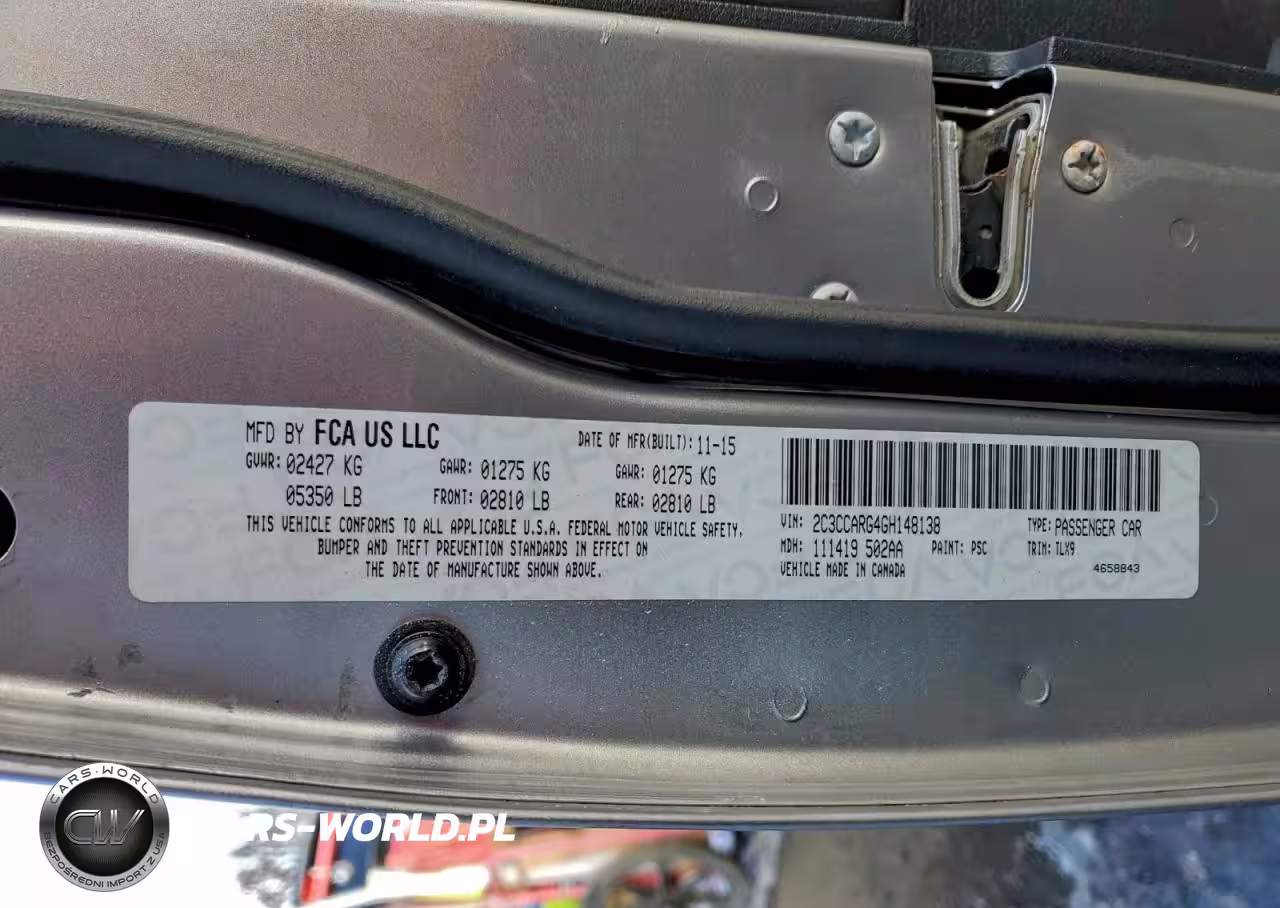 MFD BY FCA US LLC
DATE OF MFR(BUILT): 11-15
GVWR: 02427 KG GAWR: 01275 KG GAWR: 01275 KG
05350 LB FRONT: 02810 LB REAR: 02810 LB
THIS VEHICLE CONFORMS TO ALL APPLICABLE U.S.A. FEDERAL MOTOR VEHICLE SAFETY,
BUMPER AND THEFT PREVENTION STANDARDS IN EFFECT ON
THE DATE OF MANUFACTURE SHOWN ABOVE.
VIN: 2C3CCARG4GH148138 TYPE: PASSENGER CAR
MDH: 111419 502AA PAINT: PSC TRIM: TLX9
VEHICLE MADE IN CANADA 4658843
CARS-WORLD
CW
BEZPOŚREDNI IMPORT Z USA
CARS-WORLD.PL